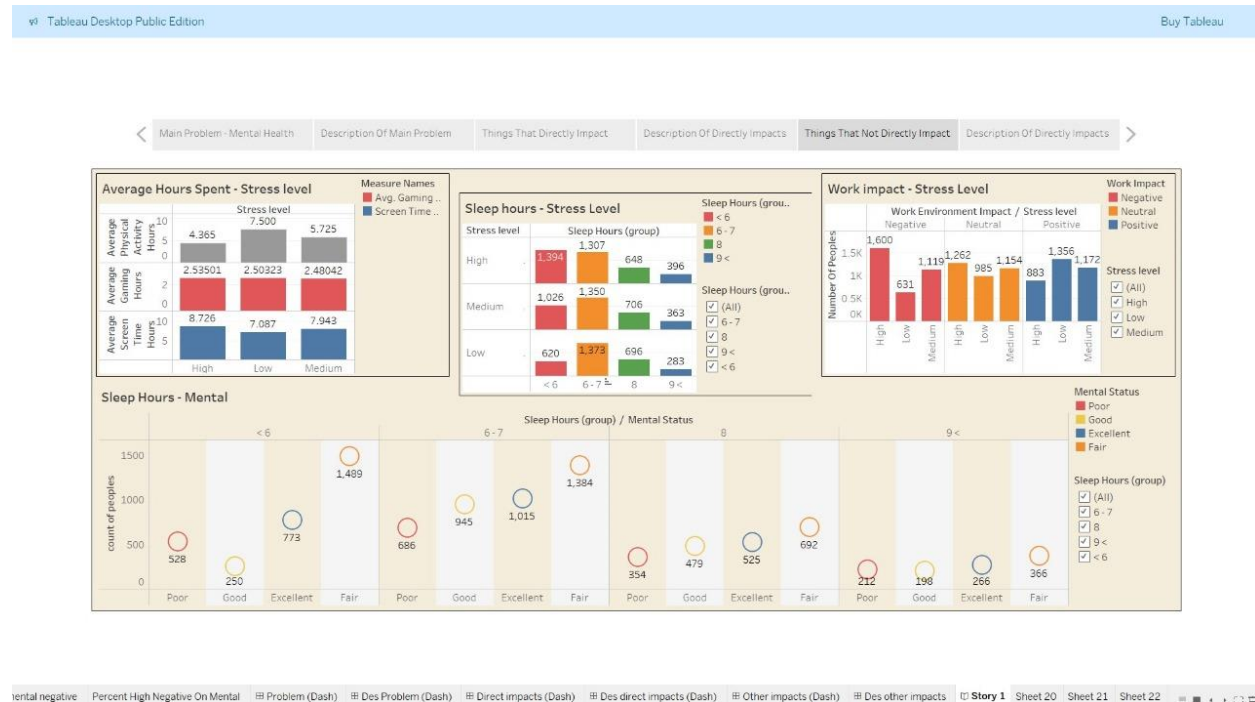 Tableau Desktop Public Edition
Buy Tableau
Main Problem - Mental Health
Description Of Main Problem
Things That Directly Impact
Description Of Directly Impacts
Things That Not Directly Impact
Description Of Directly Impacts
Average Hours Spent - Stress level
Measure Names
Avg. Gaming ..
Screen Time ..
Stress level
Average Physical Activity Hours
10
5
0
4.365
7.500
5.725
Average Gaming Hours
2
0
2.53501
2.50323
2.48042
Average Screen Time Hours
10
5
8.726
7.087
7.943
High
Low
Medium
Sleep hours - Stress Level
Stress level
Sleep Hours (group)
High
1,394
1,307
648
396
Medium
1,026
1,350
706
363
Low
620
1,373
696
283
< 6
6 - 7
8
9 <
Sleep Hours (grou..
< 6
6 - 7
8
9 <
Sleep Hours (grou..
(All)
6 - 7
8
9 <
< 6
Work impact - Stress Level
Work Environment Impact / Stress level
Negative
Neutral
Positive
Number Of Peoples
1.5K
1K
0.5K
0K
1,600
631
1,119
1,262
985
1,154
883
1,356
1,172
High
Low
Medium
High
Low
Medium
High
Low
Medium
Work Impact
Negative
Neutral
Positive
Stress level
(All)
High
Low
Medium
Sleep Hours - Mental
Sleep Hours (group) / Mental Status
< 6
6 - 7
8
9 <
count of peoples
1500
1000
500
0
528
250
773
1,489
686
945
1,015
1,384
354
479
525
692
212
198
266
366
Poor
Good
Excellent
Fair
Poor
Good
Excellent
Fair
Poor
Good
Excellent
Fair
Poor
Good
Excellent
Fair
Mental Status
Poor
Good
Excellent
Fair
Sleep Hours (group)
(All)
6 - 7
8
9 <
< 6
negative
Percent High Negative On Mental
Problem (Dash)
Des Problem (Dash)
Direct impacts (Dash)
Des direct impacts (Dash)
Other impacts (Dash)
Des other impacts
Story 1
Sheet 20
Sheet 21
Sheet 22